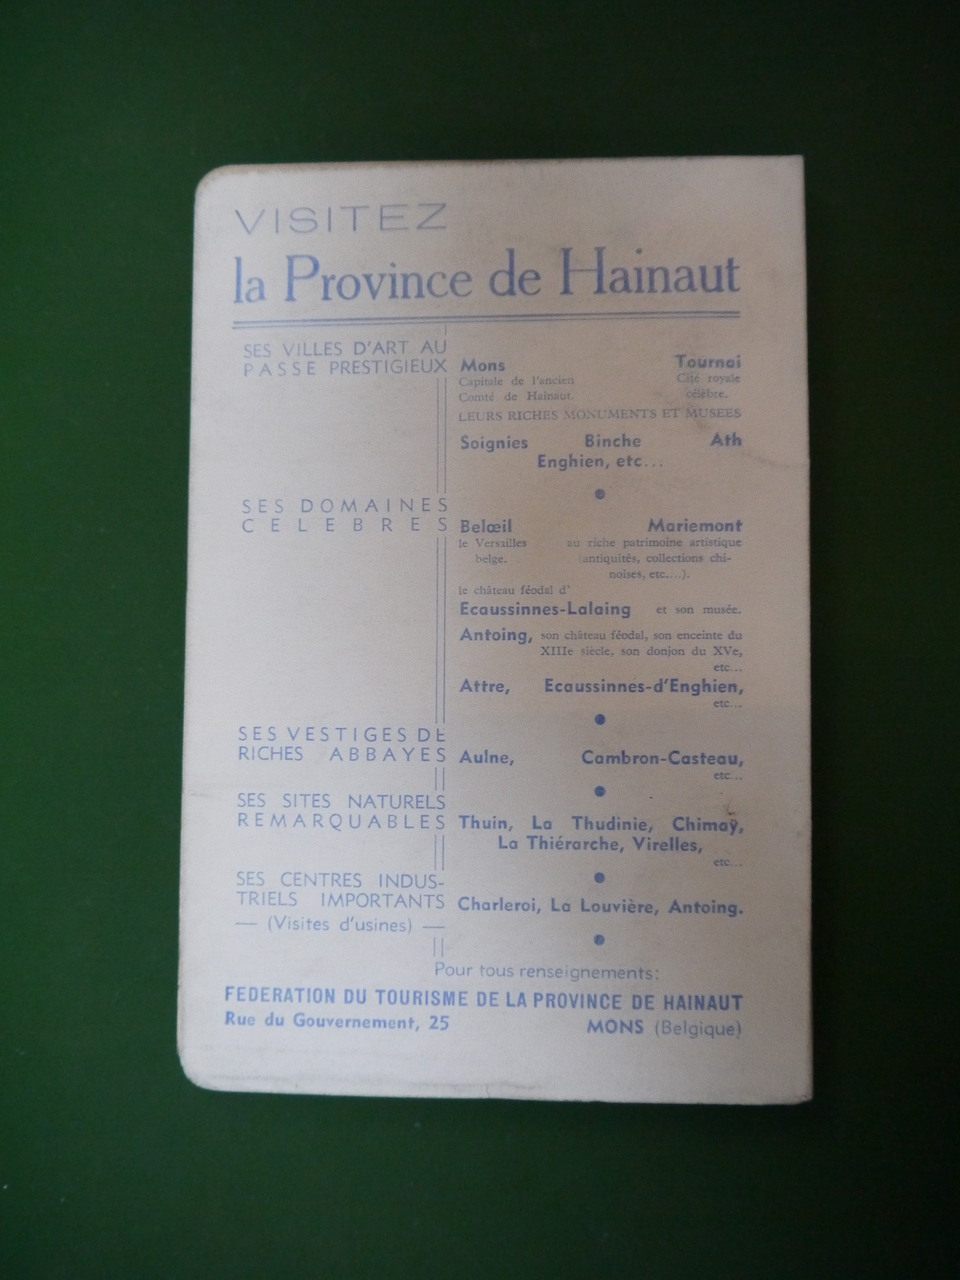 VISITEZ
la Province de Hainaut
SES VILLES D'ART AU
PASSE PRESTIGIEUX
Mons Tournai
Capitale de l'ancien Cité royale
Comté de Hainaut. célèbre.
LEURS RICHES MONUMENTS ET MUSEES
Soignies Binche Ath
Enghien, etc...
SES DOMAINES
CELEBRES
Belœil Mariemont
le Versailles au riche patrimoine artistique
belge. (antiquités, collections chi-
noises, etc....).
le château féodal d'
Ecaussinnes-Lalaing et son musée.
Antoing, son château féodal, son enceinte du
XIIIe siècle, son donjon du XVe,
etc...
Attre, Ecaussinnes-d'Enghien,
etc...
SES VESTIGES DE
RICHES ABBAYES
Aulne, Cambron-Casteau,
etc...
SES SITES NATURELS
REMARQUABLES
Thuin, La Thudinie, Chimaÿ,
La Thiérarche, Virelles,
etc...
SES CENTRES INDUS-
TRIELS IMPORTANTS
— (Visites d'usines) —
Charleroi, La Louvière, Antoing.
Pour tous renseignements:
FEDERATION DU TOURISME DE LA PROVINCE DE HAINAUT
Rue du Gouvernement, 25 MONS (Belgique)